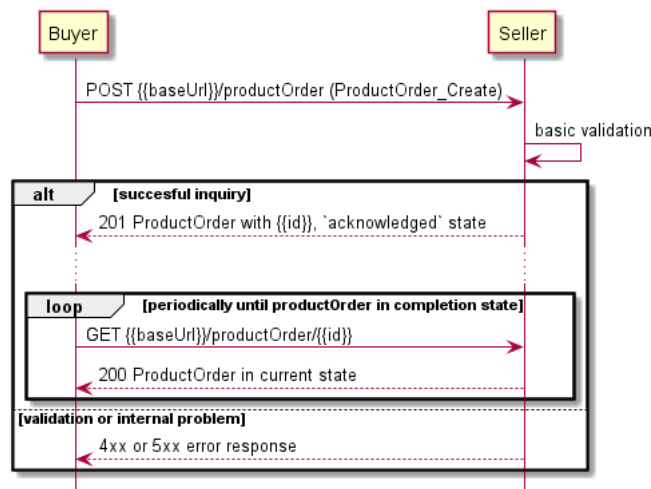 Buyer
Seller
POST {{baseUrl}}/productOrder (ProductOrder_Create)
basic validation
alt [succesful inquiry]
201 ProductOrder with {{id}}, `acknowledged` state
loop [periodically until productOrder in completion state]
GET {{baseUrl}}/productOrder/{{id}}
200 ProductOrder in current state
[validation or internal problem]
4xx or 5xx error response